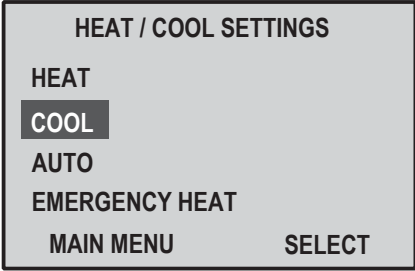 HEAT / COOL SETTINGS
HEAT
COOL
AUTO
EMERGENCY HEAT
MAIN MENU SELECT